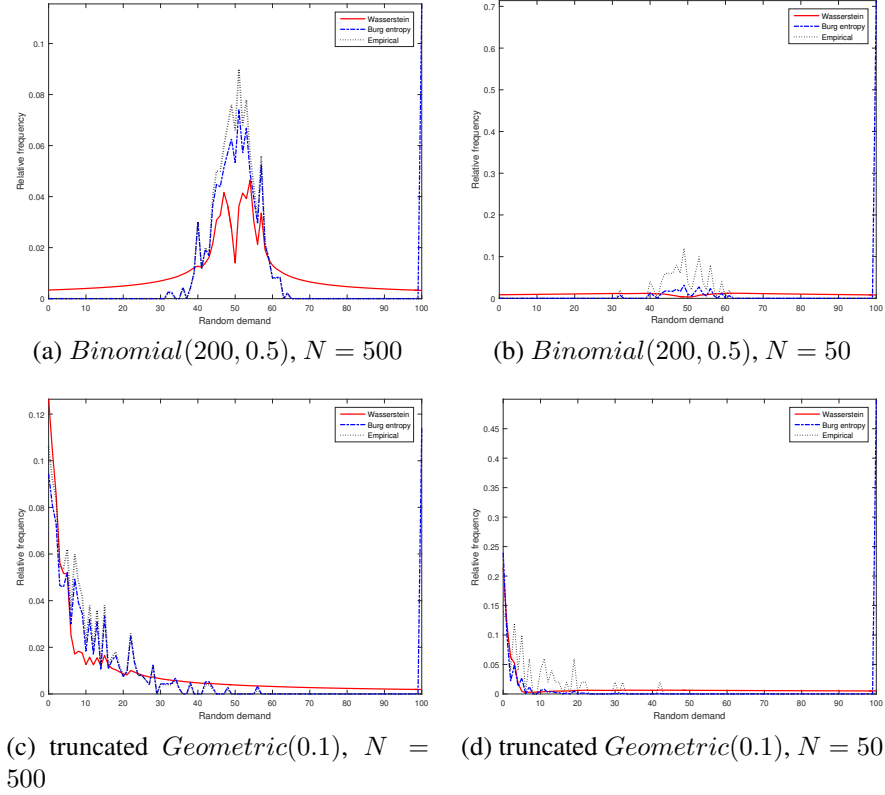 Wasserstein
Burg entropy
Empirical
0.1
0.08
0.06
0.04
0.02
0
Relative frequency
0 10 20 30 40 50 60 70 80 90 100
Random demand
(a) Binomial(200, 0.5), N = 500
Wasserstein
Burg entropy
Empirical
0.7
0.6
0.5
0.4
0.3
0.2
0.1
0
Relative frequency
0 10 20 30 40 50 60 70 80 90 100
Random demand
(b) Binomial(200, 0.5), N = 50
Wasserstein
Burg entropy
Empirical
0.12
0.1
0.08
0.06
0.04
0.02
0
Relative frequency
0 10 20 30 40 50 60 70 80 90 100
Random demand
(c) truncated Geometric(0.1), N =
500
Wasserstein
Burg entropy
Empirical
0.45
0.4
0.35
0.3
0.25
0.2
0.15
0.1
0.05
0
Relative frequency
0 10 20 30 40 50 60 70 80 90 100
Random demand
(d) truncated Geometric(0.1), N = 50